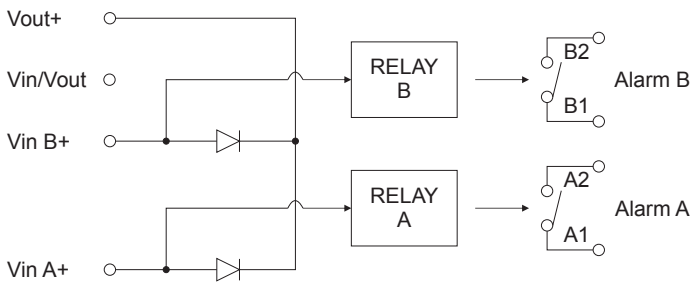 Vout+
Vin/Vout
Vin B+
Vin A+
RELAY
B
B2
B1
Alarm B
RELAY
A
A2
A1
Alarm A